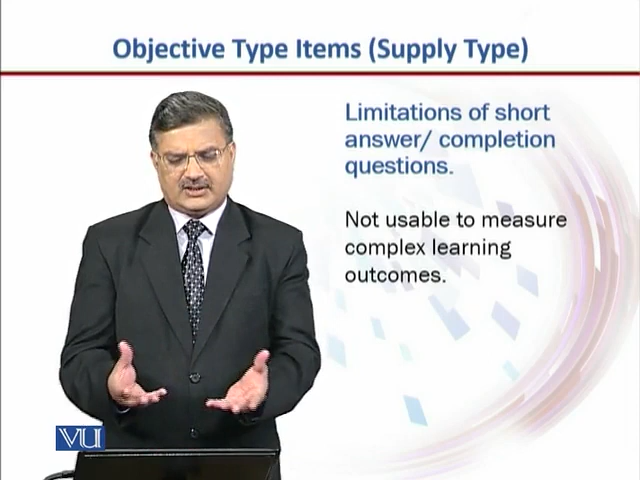 Objective Type Items (Supply Type)
Limitations of short
answer/ completion
questions.
Not usable to measure
complex learning
outcomes.
VU